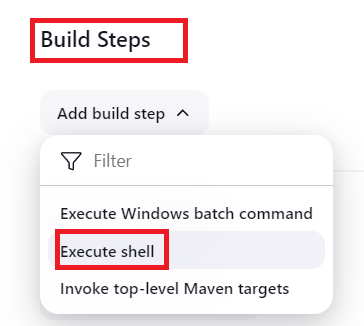 Build Steps
Add build step
Filter
Execute Windows batch command
Execute shell
Invoke top-level Maven targets